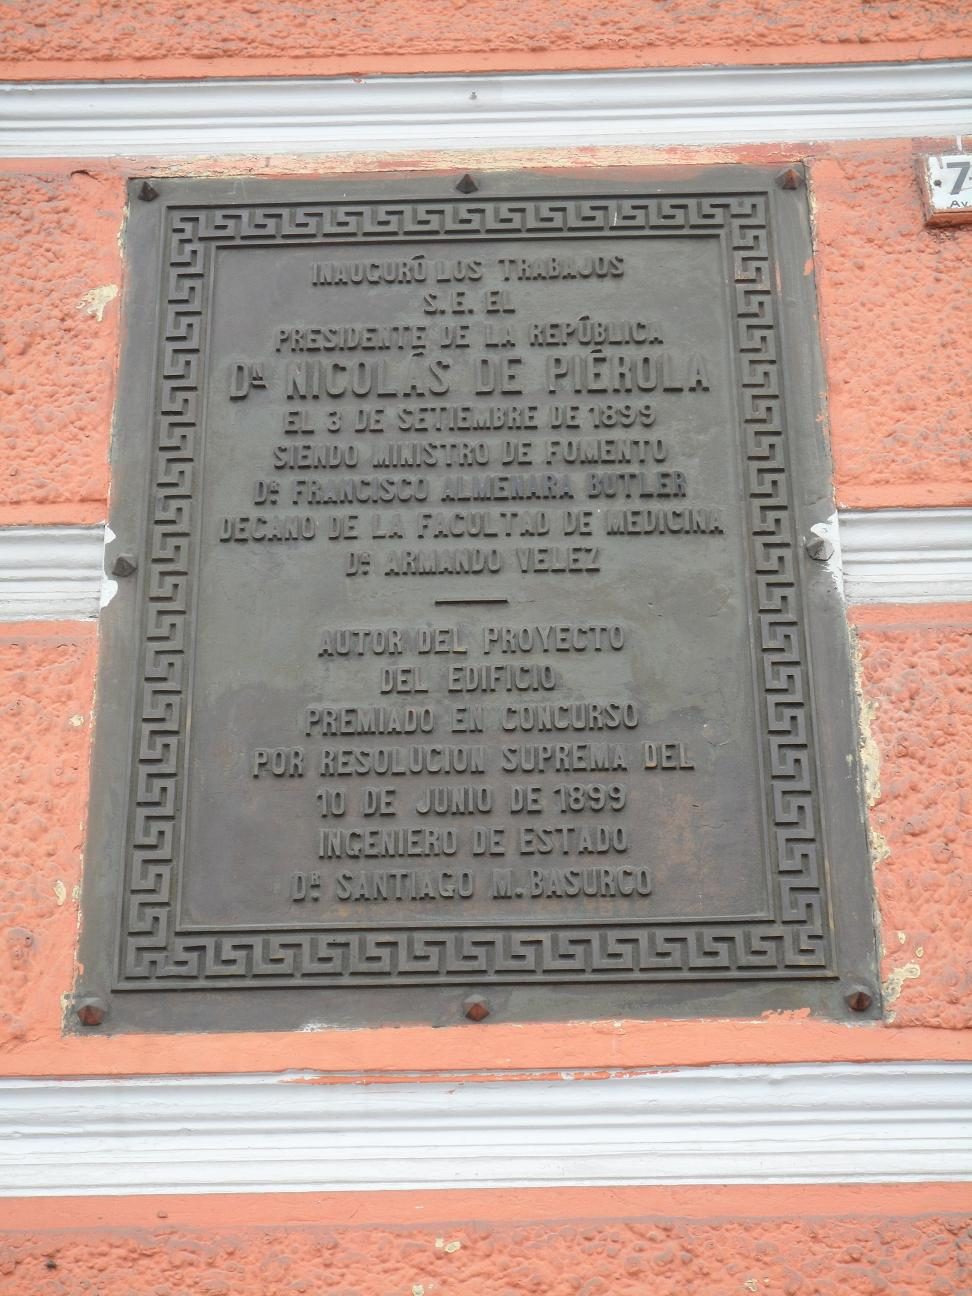 INAUGURÓ LOS TRABAJOS
S.E. EL
PRESIDENTE DE LA REPÚBLICA
Dn. NICOLÁS DE PIÉROLA
EL 3 DE SETIEMBRE DE 1899
SIENDO MINISTRO DE FOMENTO
Dr. FRANCISCO ALMENARA BUTLER
DECANO DE LA FACULTAD DE MEDICINA
Dr. ARMANDO VELEZ
AUTOR DEL PROYECTO
DEL EDIFICIO
PREMIADO EN CONCURSO
POR RESOLUCION SUPREMA DEL
10 DE JUNIO DE 1899
INGENIERO DE ESTADO
Dr. SANTIAGO M. BASURCO
Av.